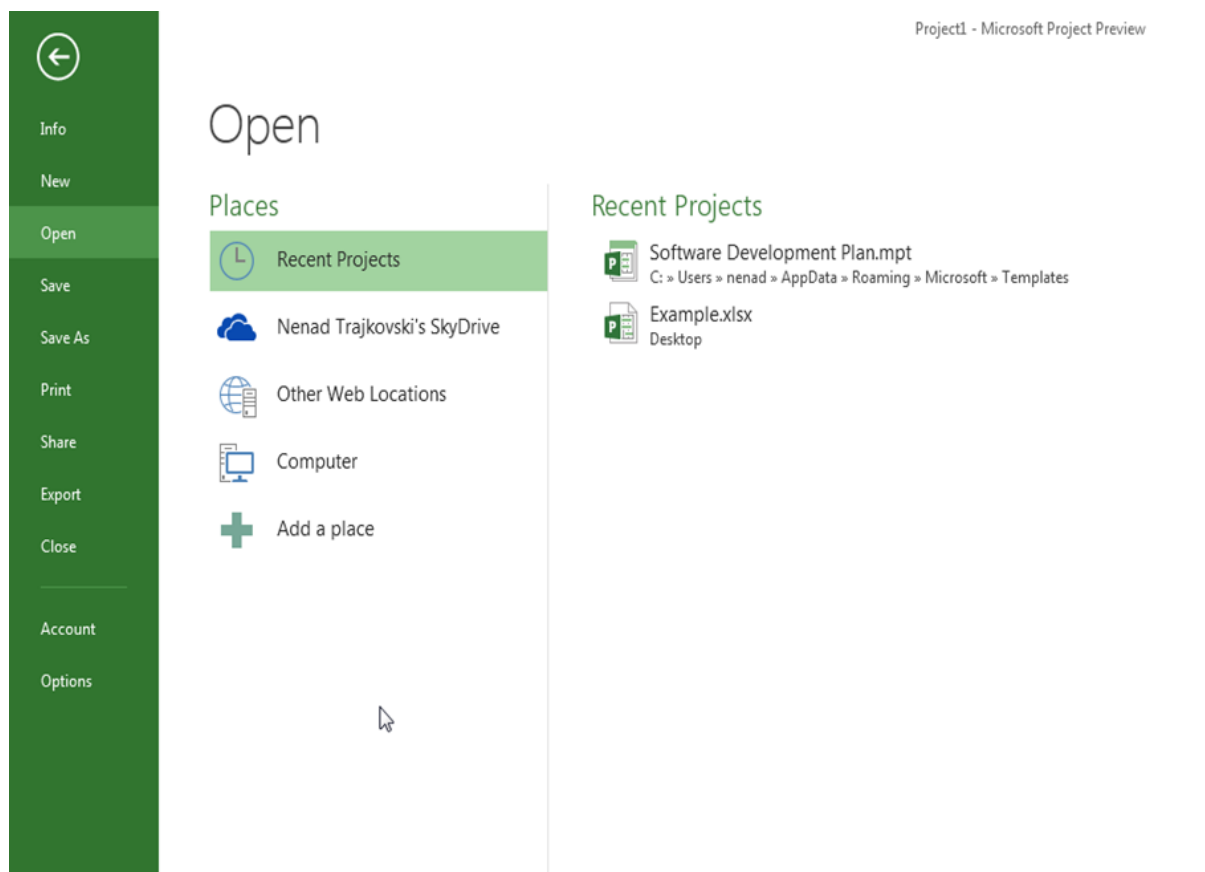 Project1 - Microsoft Project Preview
Info
New
Open
Save
Save As
Print
Share
Export
Close
Account
Options
Open
Places
Recent Projects
Nenad Trajkovski's SkyDrive
Other Web Locations
Computer
Add a place
Recent Projects
Software Development Plan.mpt
C: » Users » nenad » AppData » Roaming » Microsoft » Templates
Example.xlsx
Desktop